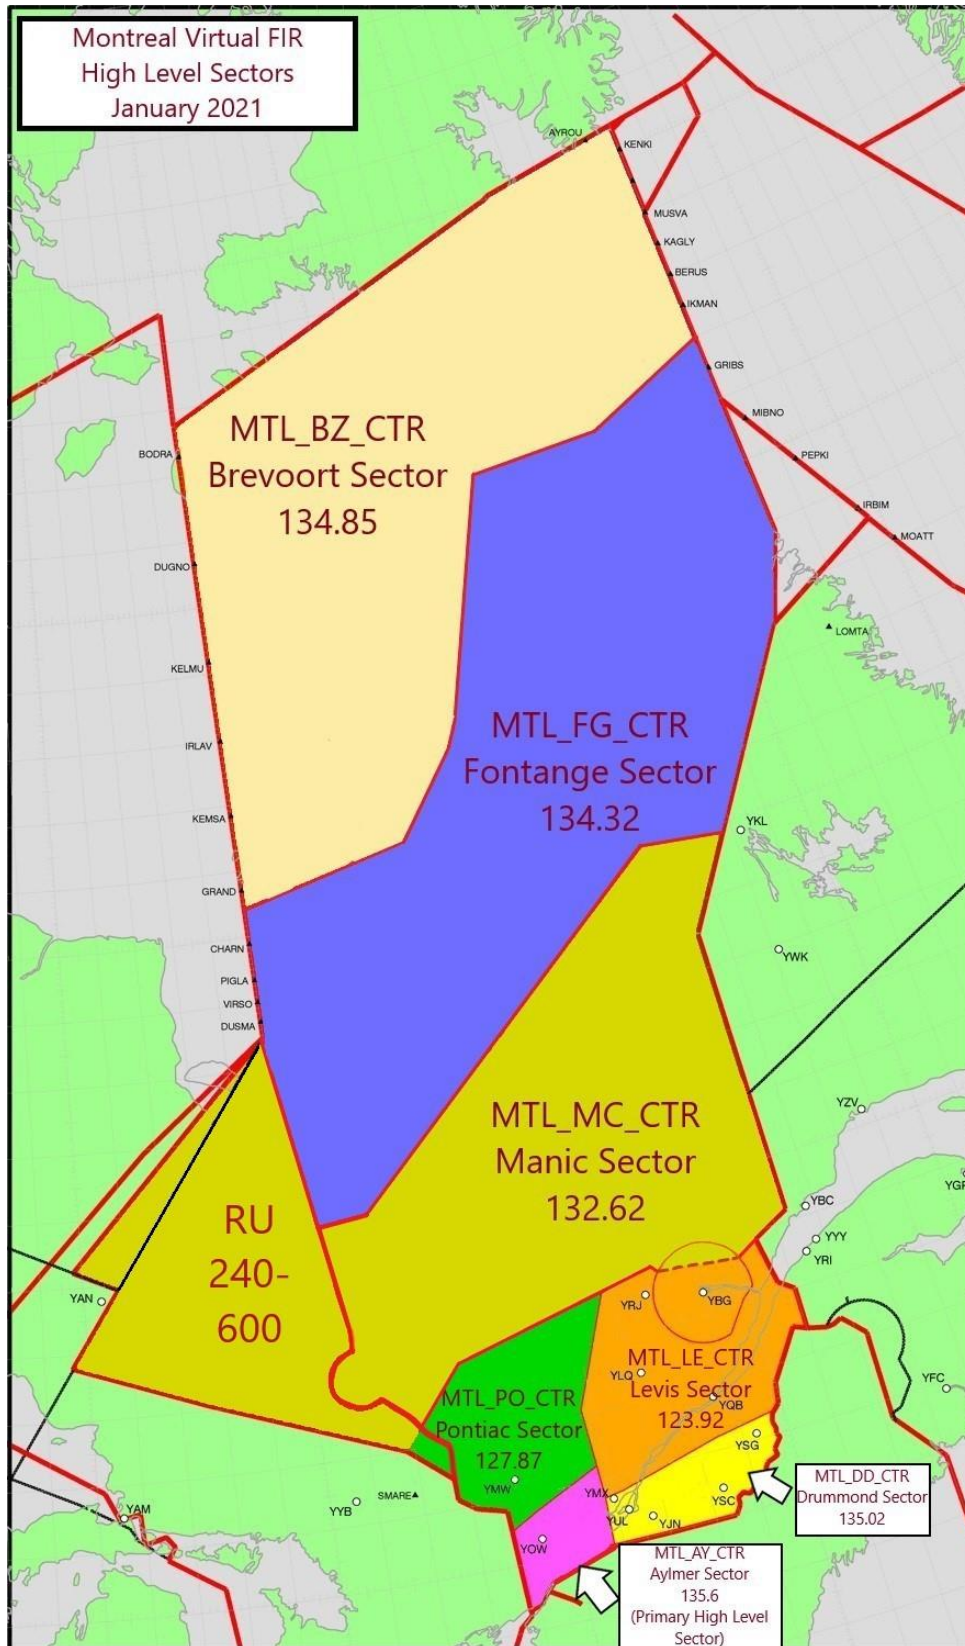 Montreal Virtual FIR
High Level Sectors
January 2021
AYROU
KENKI
MUSVA
KAGLY
BERUS
IKMAN
GRIBS
MIBNO
PEPKI
IRBIM
MOATT
LOMTA
BODRA
DUGNO
KELMU
IRLAV
KEMSA
GRAND
CHARN
PIGLA
VIRSO
DUSMA
MTL_BZ_CTR
Brevoort Sector
134.85
MTL_FG_CTR
Fontange Sector
134.32
YKL
YWK
MTL_MC_CTR
Manic Sector
132.62
YZV
YBC
YYY
YRI
RU
240-
600
YAN
YRJ
YBG
MTL_LE_CTR
Levis Sector
123.92
YLQ
YQB
YFC
MTL_PO_CTR
Pontiac Sector
127.87
YMW
YSG
YSC
YMX
YUL
YJN
YOW
YAM
YYB
SMARE
MTL_DD_CTR
Drummond Sector
135.02
MTL_AY_CTR
Aylmer Sector
135.6
(Primary High Level
Sector)